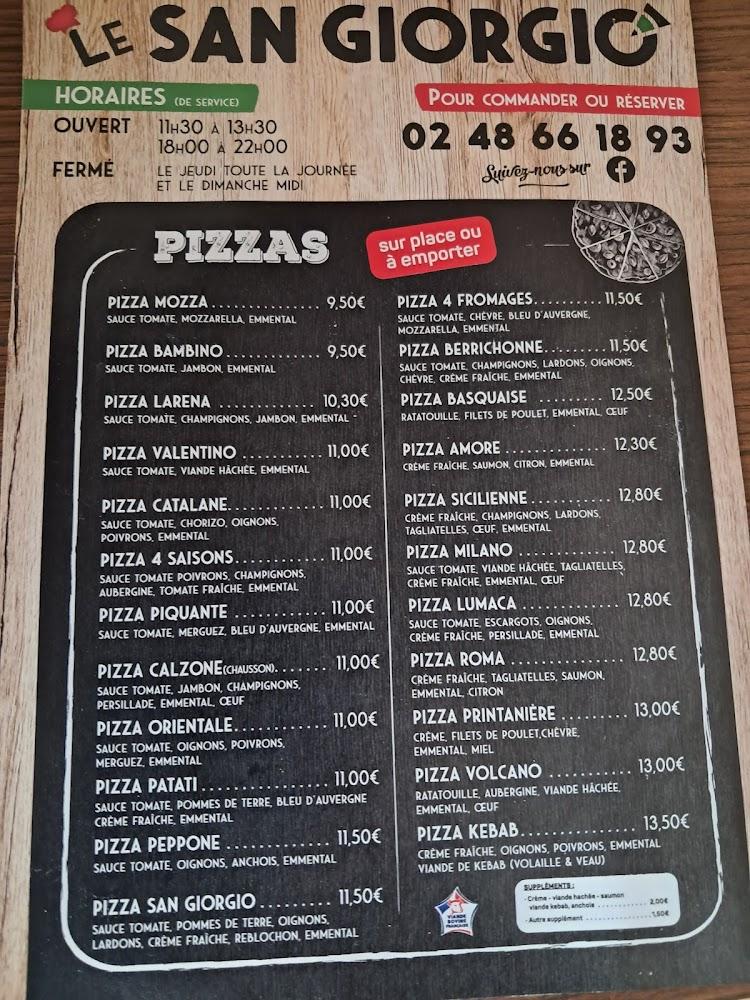 LE SAN GIORGIO
HORAIRES (DE SERVICE)
OUVERT 11H30 À 13H30
18H00 À 22H00
FERMÉ LE JEUDI TOUTE LA JOURNÉE
ET LE DIMANCHE MIDI
POUR COMMANDER OU RÉSERVER
02 48 66 18 93
Suivez-nous sur
PIZZAS
sur place ou
à emporter
PIZZA MOZZA ............... 9,50€
SAUCE TOMATE, MOZZARELLA, EMMENTAL
PIZZA BAMBINO ............. 9,50€
SAUCE TOMATE, JAMBON, EMMENTAL
PIZZA LARENA ............. 10,30€
SAUCE TOMATE, CHAMPIGNONS, JAMBON, EMMENTAL
PIZZA VALENTINO .......... 11,00€
SAUCE TOMATE, VIANDE HÂCHÉE, EMMENTAL
PIZZA CATALANE............ 11,00€
SAUCE TOMATE, CHORIZO, OIGNONS,
POIVRONS, EMMENTAL
PIZZA 4 SAISONS........... 11,00€
SAUCE TOMATE POIVRONS, CHAMPIGNONS,
AUBERGINE, TOMATE FRAÎCHE, EMMENTAL
PIZZA PIQUANTE ........... 11,00€
SAUCE TOMATE, MERGUEZ, BLEU D'AUVERGNE, EMMENTAL
PIZZA CALZONE(CHAUSSON)....... 11,00€
SAUCE TOMATE, JAMBON, CHAMPIGNONS,
PERSILLADE, EMMENTAL, ŒUF
PIZZA ORIENTALE........... 11,00€
SAUCE TOMATE, OIGNONS, POIVRONS,
MERGUEZ, EMMENTAL
PIZZA PATATI.............. 11,00€
SAUCE TOMATE, POMMES DE TERRE, BLEU D'AUVERGNE
CRÈME FRAÎCHE, EMMENTAL
PIZZA PEPPONE ............ 11,50€
SAUCE TOMATE, OIGNONS, ANCHOIS, EMMENTAL
PIZZA SAN GIORGIO ........ 11,50€
SAUCE TOMATE, POMMES DE TERRE, OIGNONS,
LARDONS, CRÈME FRAÎCHE, REBLOCHON, EMMENTAL
PIZZA 4 FROMAGES.......... 11,50€
SAUCE TOMATE, CHÈVRE, BLEU D'AUVERGNE,
MOZZARELLA, EMMENTAL
PIZZA BERRICHONNE......... 11,50€
SAUCE TOMATE, CHAMPIGNONS, LARDONS, OIGNONS,
CHÈVRE, CRÈME FRAÎCHE, EMMENTAL
PIZZA BASQUAISE .......... 12,50€
RATATOUILLE, FILETS DE POULET, EMMENTAL, ŒUF
PIZZA AMORE .............. 12,30€
CRÈME FRAÎCHE, SAUMON, CITRON, EMMENTAL
PIZZA SICILIENNE .......... 12,80€
CRÈME FRAÎCHE, CHAMPIGNONS, LARDONS,
TAGLIATELLES, ŒUF, EMMENTAL
PIZZA MILANO ............. 12,80€
SAUCE TOMATE, VIANDE HÂCHÉE, TAGLIATELLES,
CRÈME FRAÎCHE, EMMENTAL, ŒUF
PIZZA LUMACA ............. 12,80€
SAUCE TOMATE, ESCARGOTS, OIGNONS,
CRÈME FRAÎCHE, PERSILLADE, EMMENTAL
PIZZA ROMA ............... 12,80€
CRÈME FRAÎCHE, TAGLIATELLES, SAUMON,
EMMENTAL, CITRON
PIZZA PRINTANIÈRE ........ 13,00€
CRÈME, FILETS DE POULET,CHÈVRE,
EMMENTAL, MIEL
PIZZA VOLCANO ............ 13,00€
RATATOUILLE, AUBERGINE, VIANDE HÂCHÉE,
EMMENTAL, ŒUF
PIZZA KEBAB............... 13,50€
CRÈME FRAÎCHE, OIGNONS, POIVRONS, EMMENTAL
VIANDE DE KEBAB (VOLAILLE & VEAU)
VIANDE
BOVINE
FRANÇAISE
SUPPLÉMENTS :
- Crème - viande hachée - saumon
viande kebab, anchois .............. 2,00€
- Autre supplément ................. 1,50€